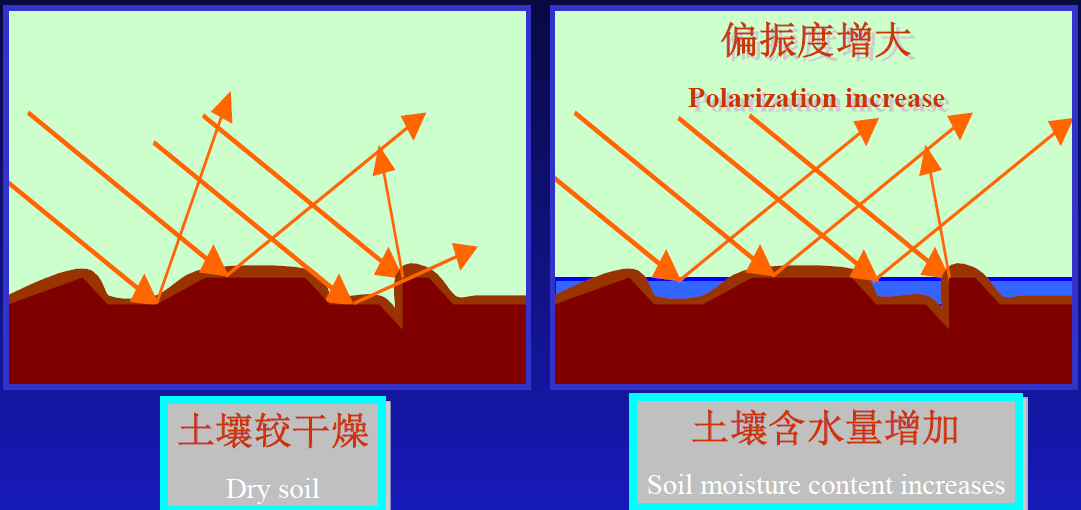 偏振度增大
Polarization increase
土壤较干燥
Dry soil
土壤含水量增加
Soil moisture content increases